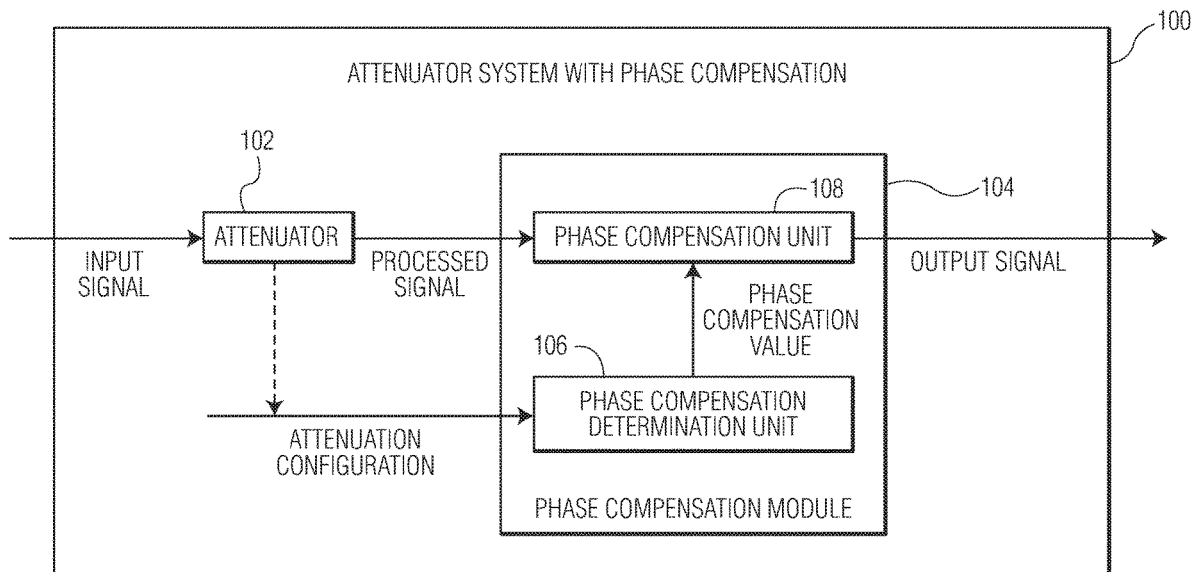 100
ATTENUATOR SYSTEM WITH PHASE COMPENSATION
102
108
104
ATTENUATOR
PHASE COMPENSATION UNIT
INPUT
SIGNAL
PROCESSED
SIGNAL
OUTPUT SIGNAL
PHASE
COMPENSATION
VALUE
106
PHASE COMPENSATION
DETERMINATION UNIT
ATTENUATION
CONFIGURATION
PHASE COMPENSATION MODULE